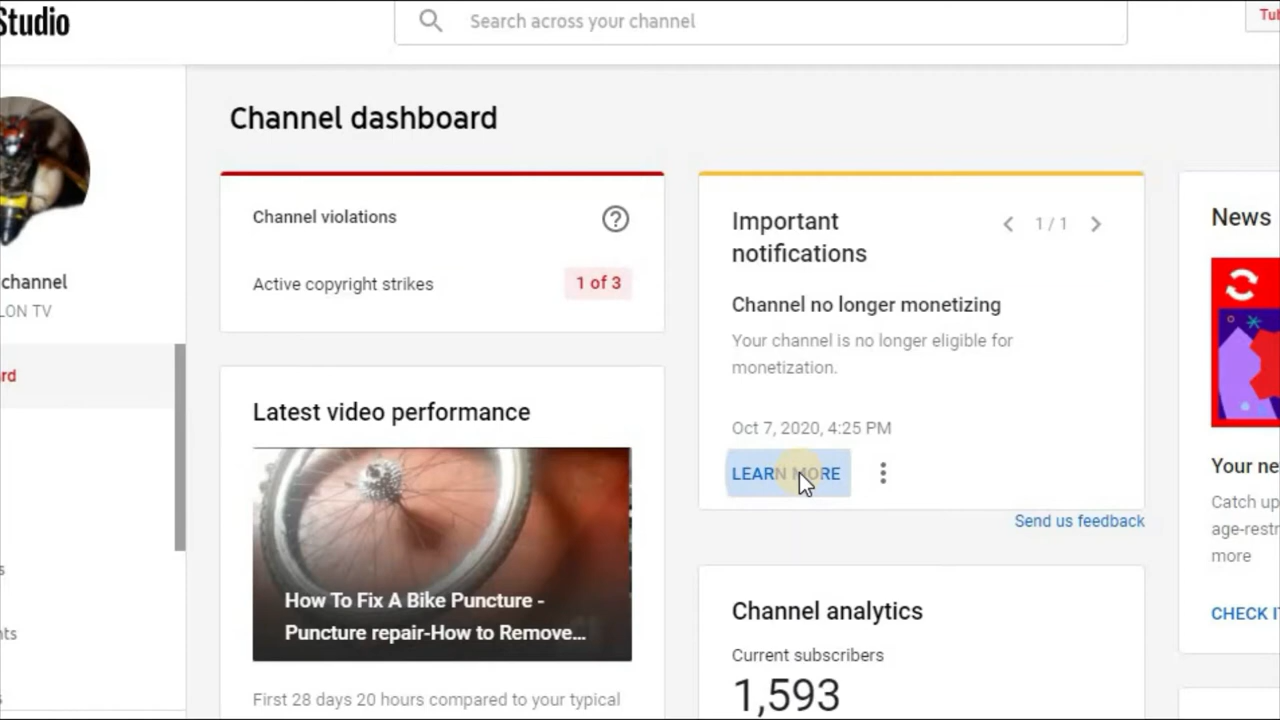 Studio
Search across your channel
Channel dashboard
channel
LON TV
rd
s
nts
s
Channel violations
Active copyright strikes
1 of 3
Latest video performance
How To Fix A Bike Puncture -
Puncture repair-How to Remove...
First 28 days 20 hours compared to your typical
Important
notifications
1 / 1
Channel no longer monetizing
Your channel is no longer eligible for
monetization.
Oct 7, 2020, 4:25 PM
LEARN MORE
Send us feedback
Channel analytics
Current subscribers
1,593
Tub
News
Your ne
Catch up
age-restr
more
CHECK IT